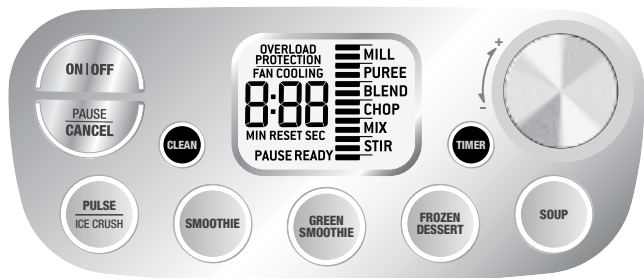 ON|OFF
PAUSE
CANCEL
CLEAN
OVERLOAD
PROTECTION
FAN COOLING
8:88
MIN RESET SEC
PAUSE READY
MILL
PUREE
BLEND
CHOP
MIX
STIR
TIMER
+
-
PULSE
ICE CRUSH
SMOOTHIE
GREEN
SMOOTHIE
FROZEN
DESSERT
SOUP